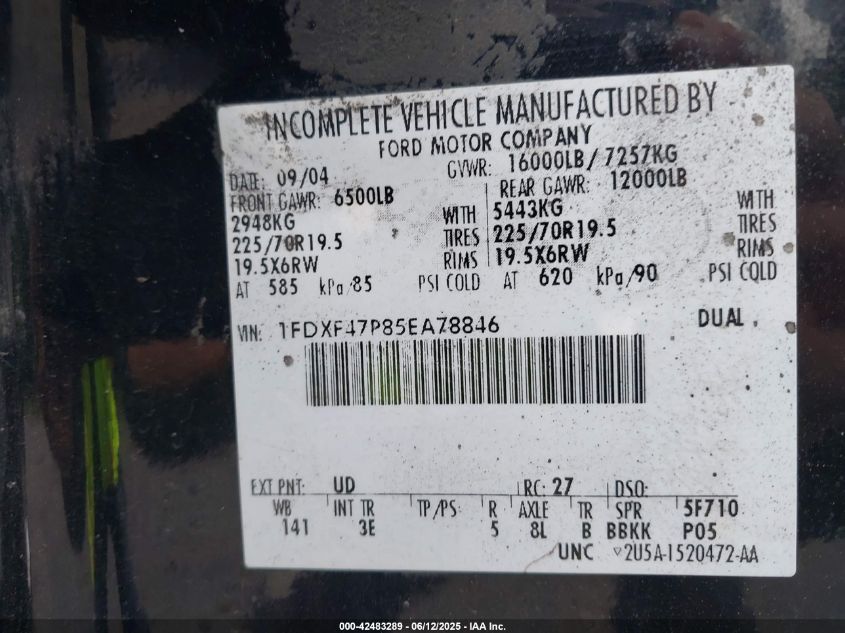 INCOMPLETE VEHICLE MANUFACTURED BY
FORD MOTOR COMPANY
DATE: 09/04 GVWR: 16000LB/ 7257KG
FRONT GAWR: 6500LB REAR GAWR: 12000LB
2948KG WITH 5443KG WITH
225/70R19.5 TIRES 225/70R19.5 TIRES
19.5X6RW RIMS 19.5X6RW RIMS
AT 585 kPa/85 PSI COLD AT 620 kPa/90 PSI COLD
VIN: 1FDXF47P85EA78846 DUAL
EXT PNT: UD RC: 27 DSO:
WB INT TR TP/PS R AXLE TR SPR 5F710
141 3E 5 8L B BBKK P05
UNC ▽2U5A-1520472-AA
000-42483289 - 06/12/2025 - IAA Inc.